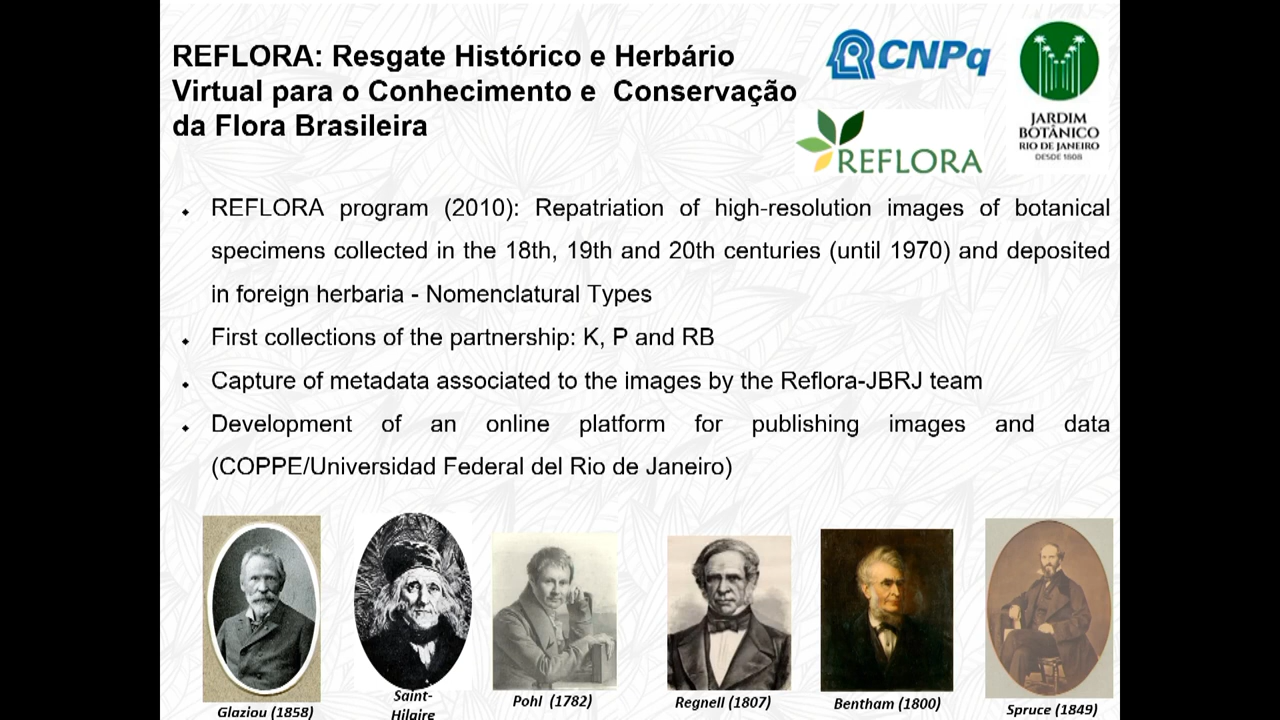 REFLORA: Resgate Histórico e Herbário
Virtual para o Conhecimento e Conservação
da Flora Brasileira
CNPq
REFLORA
JARDIM
BOTÂNICO
RIO DE JANEIRO
DESDE 1808
REFLORA program (2010): Repatriation of high-resolution images of botanical
specimens collected in the 18th, 19th and 20th centuries (until 1970) and deposited
in foreign herbaria - Nomenclatural Types
First collections of the partnership: K, P and RB
Capture of metadata associated to the images by the Reflora-JBRJ team
Development of an online platform for publishing images and data
(COPPE/Universidad Federal del Rio de Janeiro)
Glaziou (1858)
Saint-
Hilaire
Pohl (1782)
Regnell (1807)
Bentham (1800)
Spruce (1849)